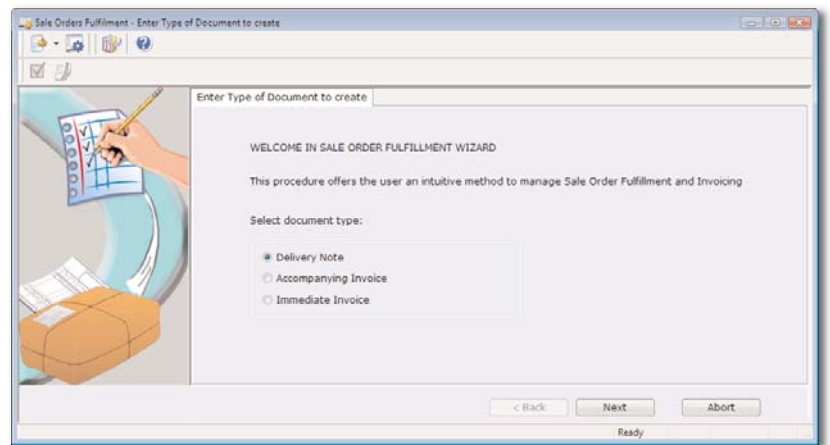 Sale Orders Fulfilment - Enter Type of Document to create
Enter Type of Document to create
WELCOME IN SALE ORDER FULFILLMENT WIZARD
This procedure offers the user an intuitive method to manage Sale Order Fulfillment and Invoicing
Select document type:
Delivery Note
Accompanying Invoice
Immediate Invoice
< Back Next Abort
Ready